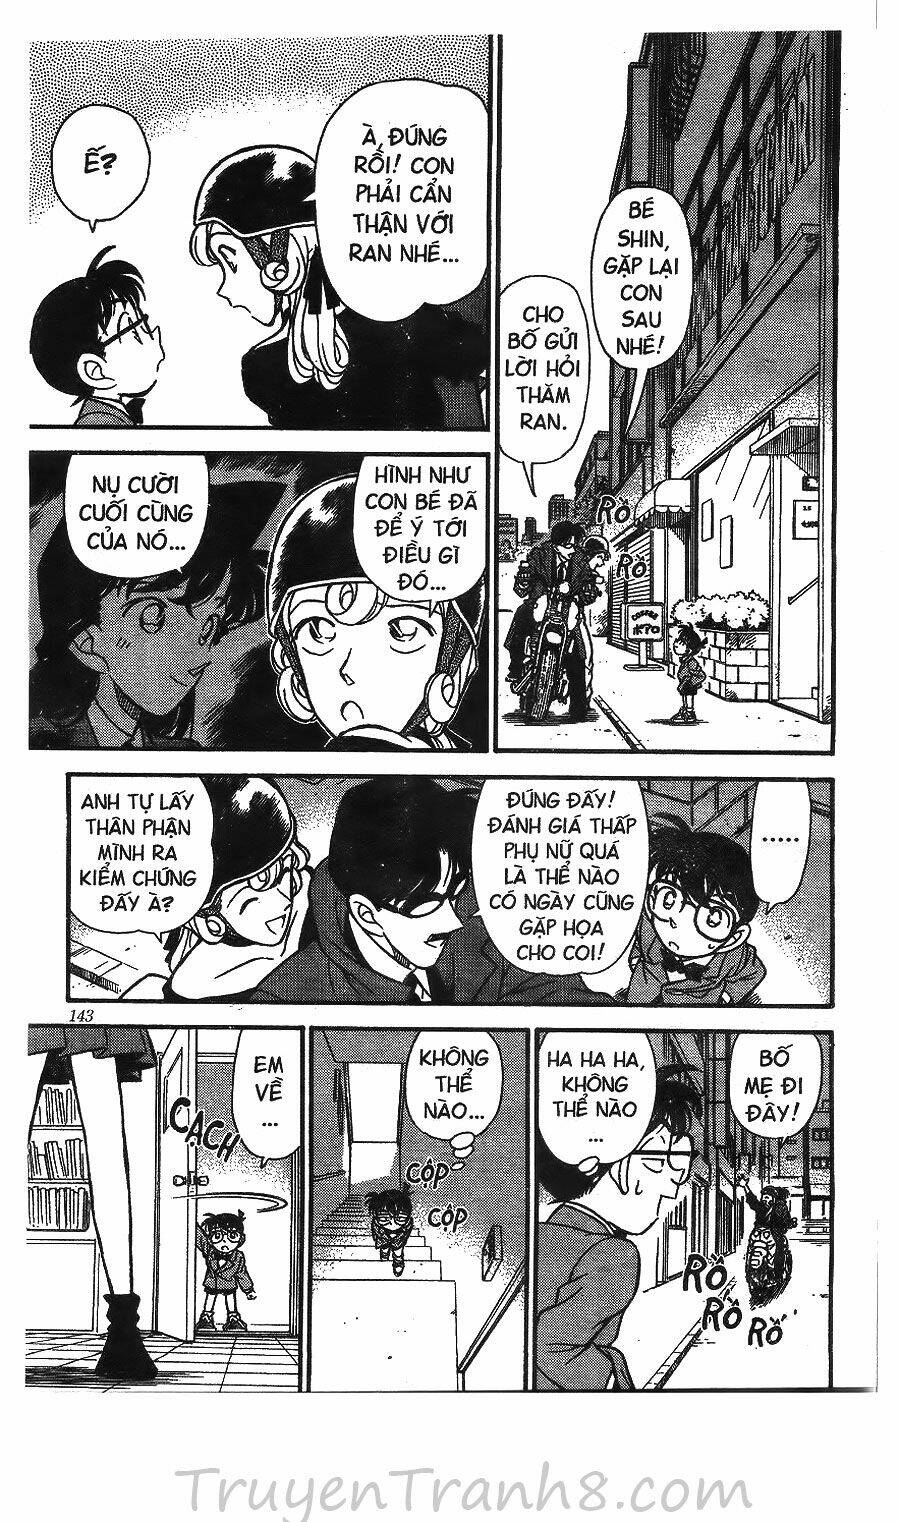 BÉ
SHIN,
GẶP LẠI
CON
SAU
NHÉ!
CHO
BỐ GỬI
LỜI HỎI
THĂM
RAN.
RỒ
RỒ
COFFEE
À, ĐÚNG
RỒI! CON
PHẢI CẨN
THẬN VỚI
RAN NHÉ...
Ế?
HÌNH NHƯ
CON BÉ ĐÃ
ĐỂ Ý TỚI
ĐIỀU GÌ
ĐÓ...
NỤ CƯỜI
CUỐI CÙNG
CỦA NÓ...
......
ĐÚNG ĐẤY!
ĐÁNH GIÁ THẤP
PHỤ NỮ QUÁ
LÀ THẾ NÀO
CÓ NGÀY CŨNG
GẶP HỌA
CHO COI!
ANH TỰ LẤY
THÂN PHẬN
MÌNH RA
KIỂM CHỨNG
ĐẤY À?
143
BỐ
MẸ ĐI
ĐÂY!
HA HA HA,
KHÔNG
THỂ NÀO
...
RỒ
RỒ
RỒ
KHÔNG
THỂ
NÀO...
CỘP
CỘP
EM
VỀ
...
CẠCH
TruyenTranh8.com